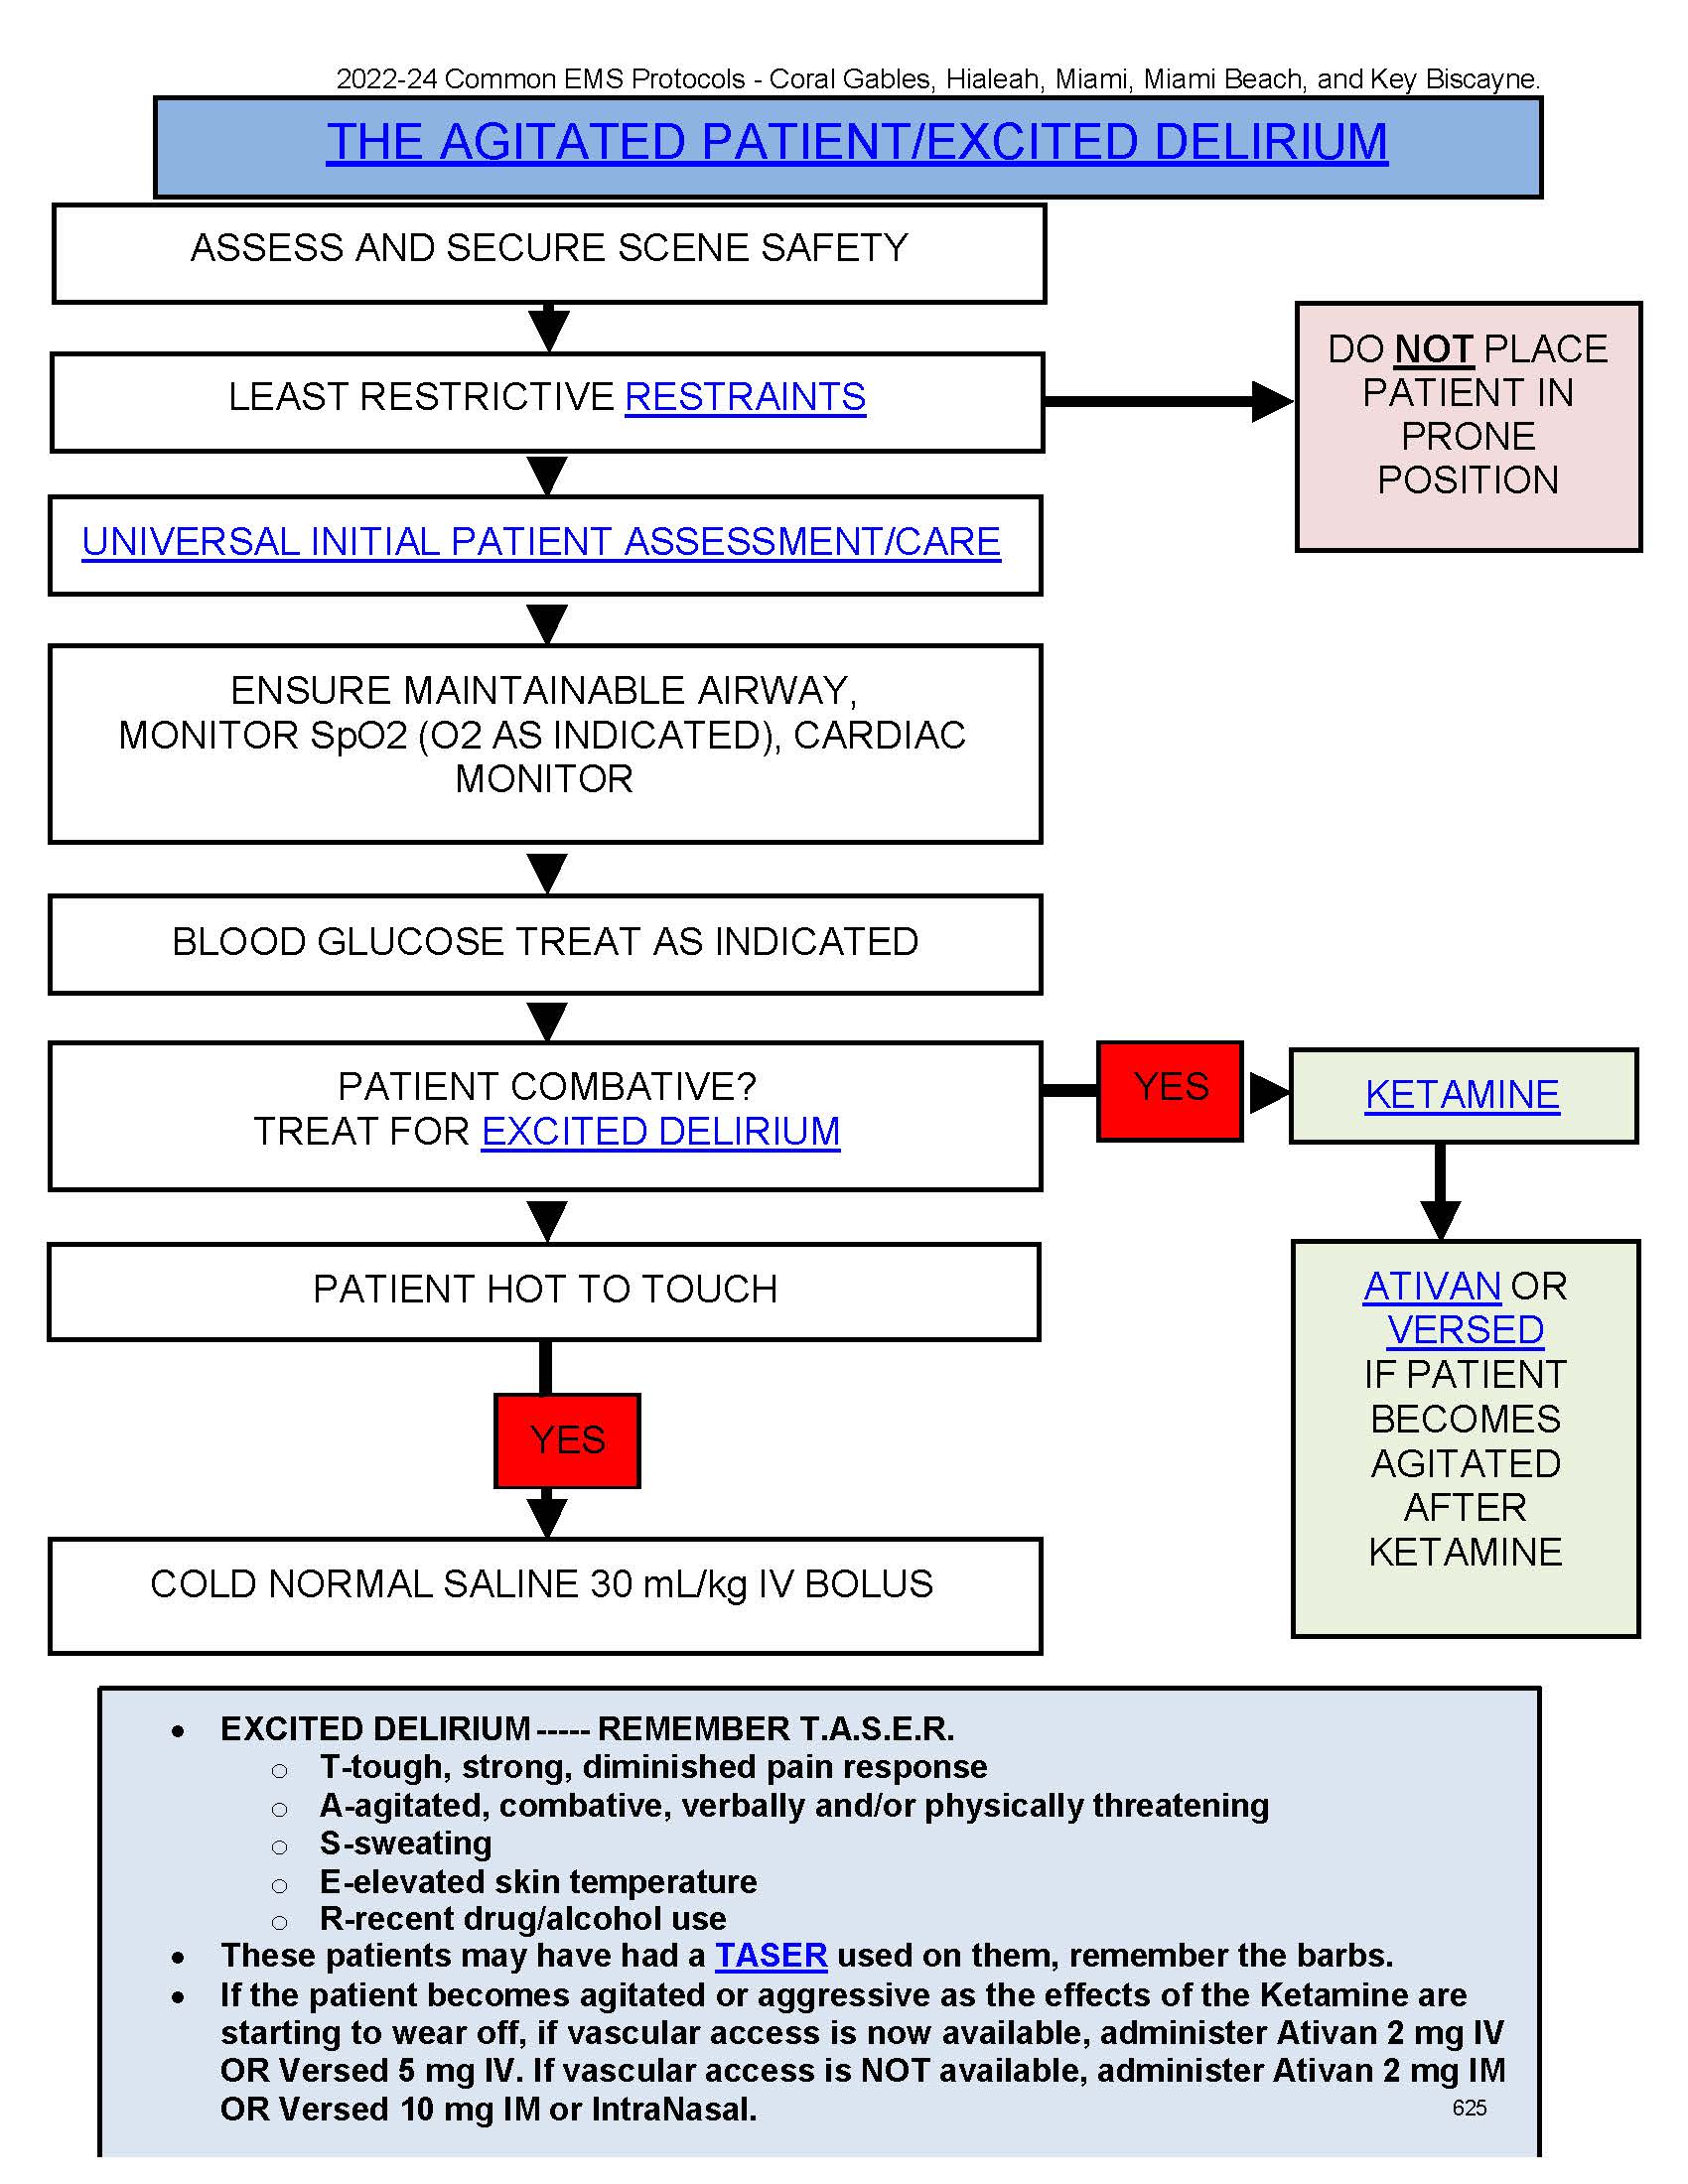 2022-24 Common EMS Protocols - Coral Gables, Hialeah, Miami, Miami Beach, and Key Biscayne.
THE AGITATED PATIENT/EXCITED DELIRIUM
ASSESS AND SECURE SCENE SAFETY
LEAST RESTRICTIVE RESTRAINTS
DO NOT PLACE
PATIENT IN
PRONE
POSITION
UNIVERSAL INITIAL PATIENT ASSESSMENT/CARE
ENSURE MAINTAINABLE AIRWAY,
MONITOR SpO2 (O2 AS INDICATED), CARDIAC
MONITOR
BLOOD GLUCOSE TREAT AS INDICATED
PATIENT COMBATIVE?
TREAT FOR EXCITED DELIRIUM
YES
KETAMINE
ATIVAN OR
VERSED
IF PATIENT
BECOMES
AGITATED
AFTER
KETAMINE
PATIENT HOT TO TOUCH
YES
COLD NORMAL SALINE 30 mL/kg IV BOLUS
• EXCITED DELIRIUM ----- REMEMBER T.A.S.E.R.
o T-tough, strong, diminished pain response
o A-agitated, combative, verbally and/or physically threatening
o S-sweating
o E-elevated skin temperature
o R-recent drug/alcohol use
• These patients may have had a TASER used on them, remember the barbs.
• If the patient becomes agitated or aggressive as the effects of the Ketamine are
starting to wear off, if vascular access is now available, administer Ativan 2 mg IV
OR Versed 5 mg IV. If vascular access is NOT available, administer Ativan 2 mg IM
OR Versed 10 mg IM or IntraNasal.
625